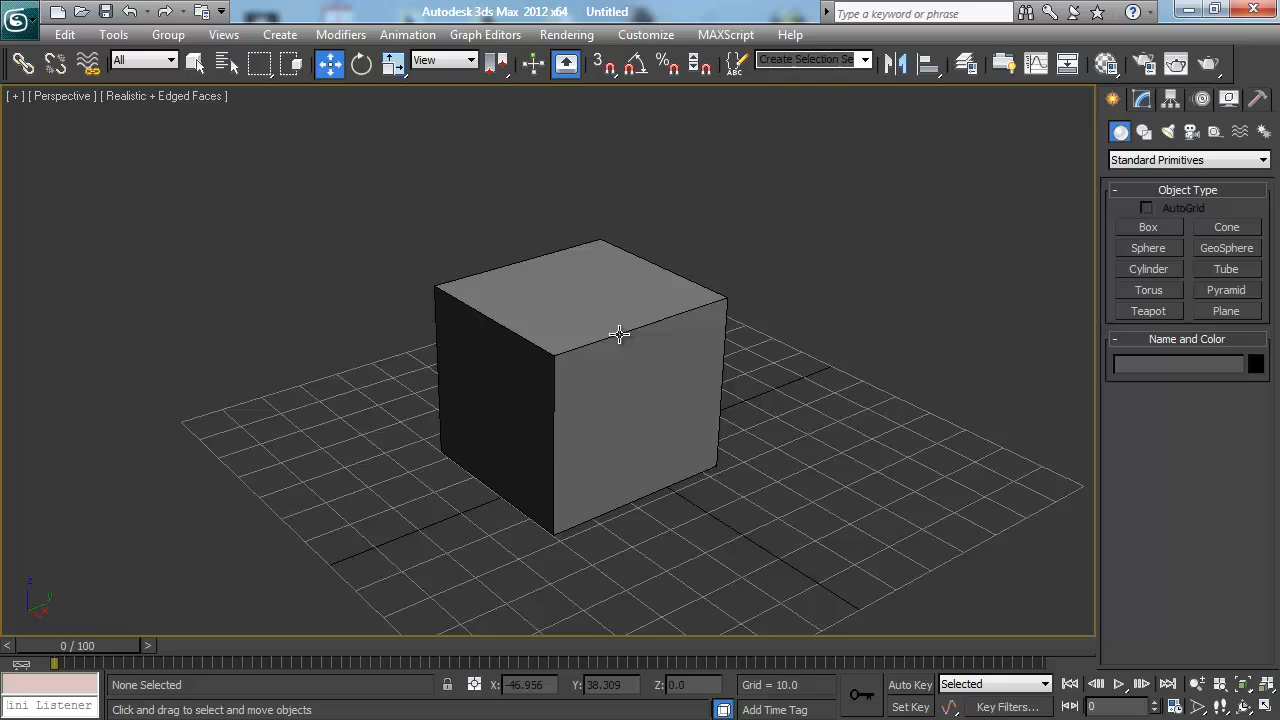 Autodesk 3ds Max 2012 x64 Untitled
Type a keyword or phrase
Edit Tools Group Views Create Modifiers Animation Graph Editors Rendering Customize MAXScript Help
All
View
3
%
ABC
Create Selection Se
[ + ] [ Perspective ] [ Realistic + Edged Faces ]
Standard Primitives
- Object Type
AutoGrid
Box Cone
Sphere GeoSphere
Cylinder Tube
Torus Pyramid
Teapot Plane
- Name and Color
z
y
x
< 0 / 100 >
None Selected
X: -46.956 Y: 38.309 Z: 0.0
Grid = 10.0
Auto Key Selected
ini Listener
Click and drag to select and move objects
Add Time Tag
Set Key Key Filters... 0